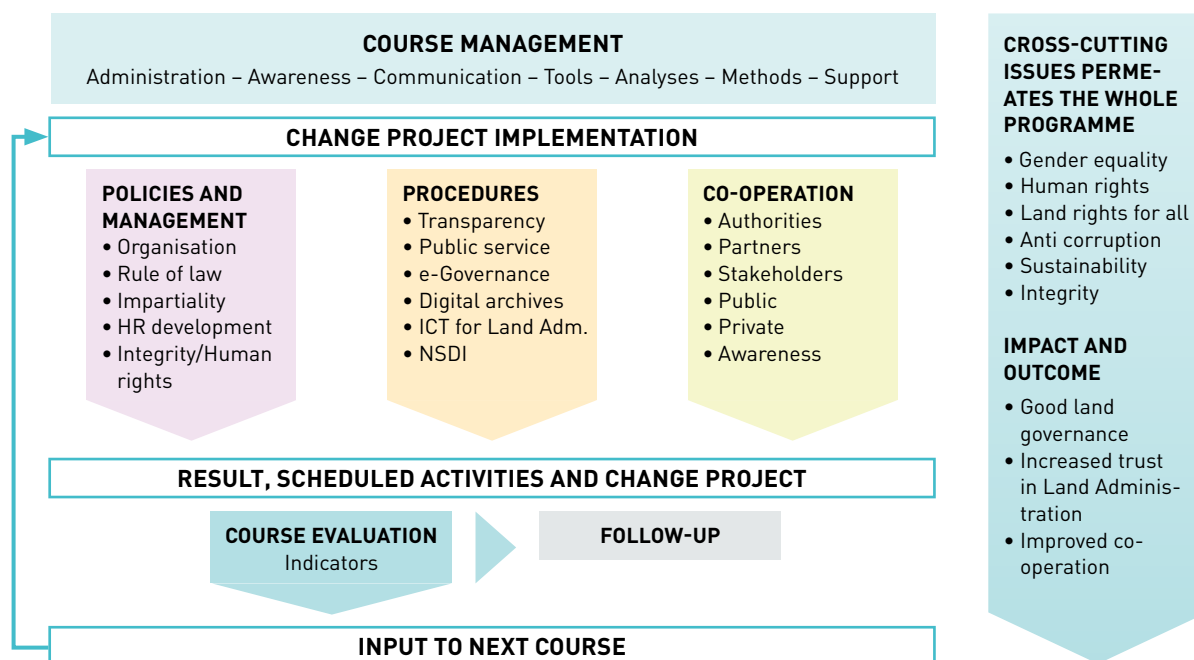 COURSE MANAGEMENT
Administration – Awareness – Communication – Tools – Analyses – Methods – Support
CHANGE PROJECT IMPLEMENTATION
POLICIES AND
MANAGEMENT
• Organisation
• Rule of law
• Impartiality
• HR development
• Integrity/Human
rights
PROCEDURES
• Transparency
• Public service
• e-Governance
• Digital archives
• ICT for Land Adm.
• NSDI
CO-OPERATION
• Authorities
• Partners
• Stakeholders
• Public
• Private
• Awareness
RESULT, SCHEDULED ACTIVITIES AND CHANGE PROJECT
COURSE EVALUATION
Indicators
FOLLOW-UP
INPUT TO NEXT COURSE
CROSS-CUTTING
ISSUES PERME-
ATES THE WHOLE
PROGRAMME
• Gender equality
• Human rights
• Land rights for all
• Anti corruption
• Sustainability
• Integrity
IMPACT AND
OUTCOME
• Good land
governance
• Increased trust
in Land Adminis-
tration
• Improved co-
operation